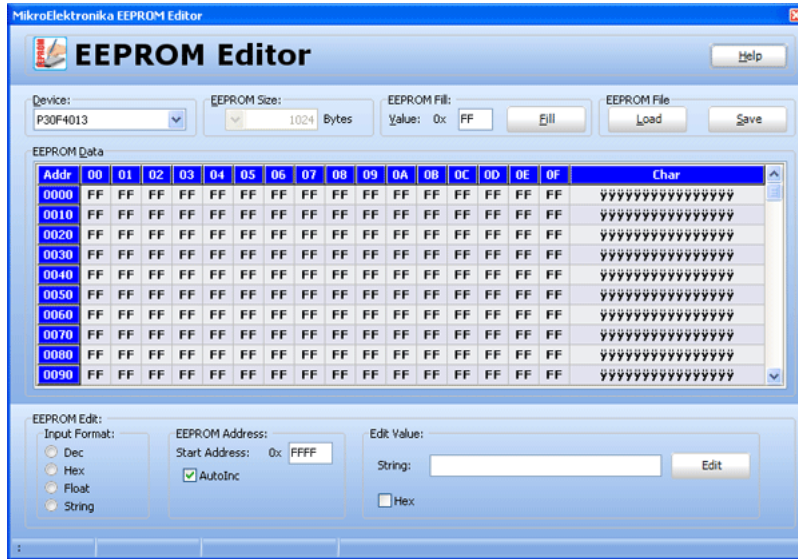 MikroElektronika EEPROM Editor
EEPROM
EEPROM Editor
Help
Device: EEPROM Size: EEPROM Fill: EEPROM File
P30F4013 1024 Bytes Value: 0x FF Fill Load Save
EEPROM Data
Addr 00 01 02 03 04 05 06 07 08 09 0A 0B 0C 0D 0E 0F Char
0000 FF FF FF FF FF FF FF FF FF FF FF FF FF FF FF FF ÿÿÿÿÿÿÿÿÿÿÿÿÿÿÿÿ
0010 FF FF FF FF FF FF FF FF FF FF FF FF FF FF FF FF ÿÿÿÿÿÿÿÿÿÿÿÿÿÿÿÿ
0020 FF FF FF FF FF FF FF FF FF FF FF FF FF FF FF FF ÿÿÿÿÿÿÿÿÿÿÿÿÿÿÿÿ
0030 FF FF FF FF FF FF FF FF FF FF FF FF FF FF FF FF ÿÿÿÿÿÿÿÿÿÿÿÿÿÿÿÿ
0040 FF FF FF FF FF FF FF FF FF FF FF FF FF FF FF FF ÿÿÿÿÿÿÿÿÿÿÿÿÿÿÿÿ
0050 FF FF FF FF FF FF FF FF FF FF FF FF FF FF FF FF ÿÿÿÿÿÿÿÿÿÿÿÿÿÿÿÿ
0060 FF FF FF FF FF FF FF FF FF FF FF FF FF FF FF FF ÿÿÿÿÿÿÿÿÿÿÿÿÿÿÿÿ
0070 FF FF FF FF FF FF FF FF FF FF FF FF FF FF FF FF ÿÿÿÿÿÿÿÿÿÿÿÿÿÿÿÿ
0080 FF FF FF FF FF FF FF FF FF FF FF FF FF FF FF FF ÿÿÿÿÿÿÿÿÿÿÿÿÿÿÿÿ
0090 FF FF FF FF FF FF FF FF FF FF FF FF FF FF FF FF ÿÿÿÿÿÿÿÿÿÿÿÿÿÿÿÿ
EEPROM Edit:
Input Format: EEPROM Address: Edit Value:
Dec Start Address: 0x FFFF
Hex AutoInc String: Edit
Float
String Hex
: